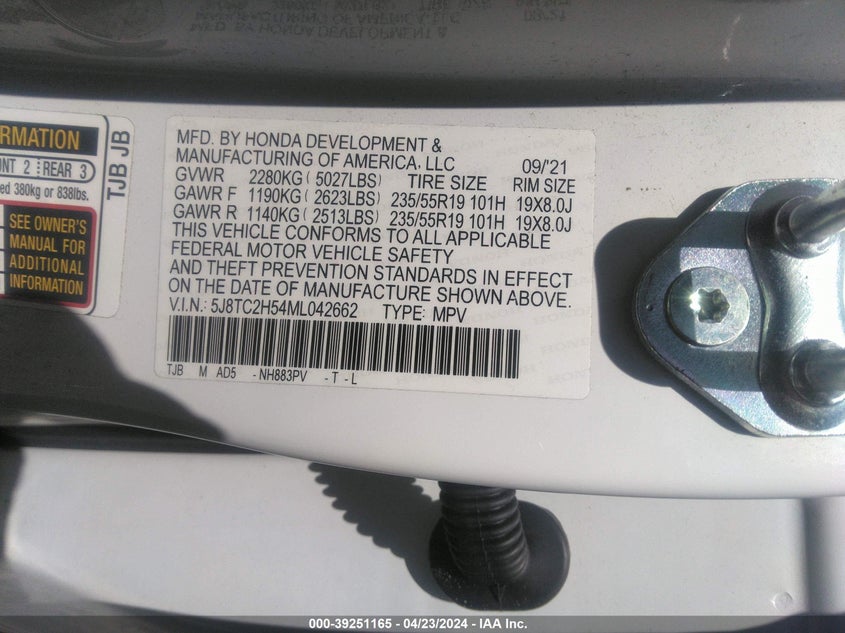 MFD. BY HONDA DEVELOPMENT &
MANUFACTURING OF AMERICA, LLC 09/'21
GVWR 2280KG ( 5027LBS) TIRE SIZE RIM SIZE
GAWR F 1190KG ( 2623LBS) 235/55R19 101H 19X8.0J
GAWR R 1140KG ( 2513LBS) 235/55R19 101H 19X8.0J
THIS VEHICLE CONFORMS TO ALL APPLICABLE
FEDERAL MOTOR VEHICLE SAFETY
AND THEFT PREVENTION STANDARDS IN EFFECT
ON THE DATE OF MANUFACTURE SHOWN ABOVE.
V.I.N.: 5J8TC2H54ML042662 TYPE: MPV
TJB M AD5 - NH883PV - T - L
RMATION
NT 2 REAR 3
ed 380kg or 838lbs.
SEE OWNER'S
MANUAL FOR
ADDITIONAL
INFORMATION
TJB JB
000-39251165 - 04/23/2024 - IAA Inc.